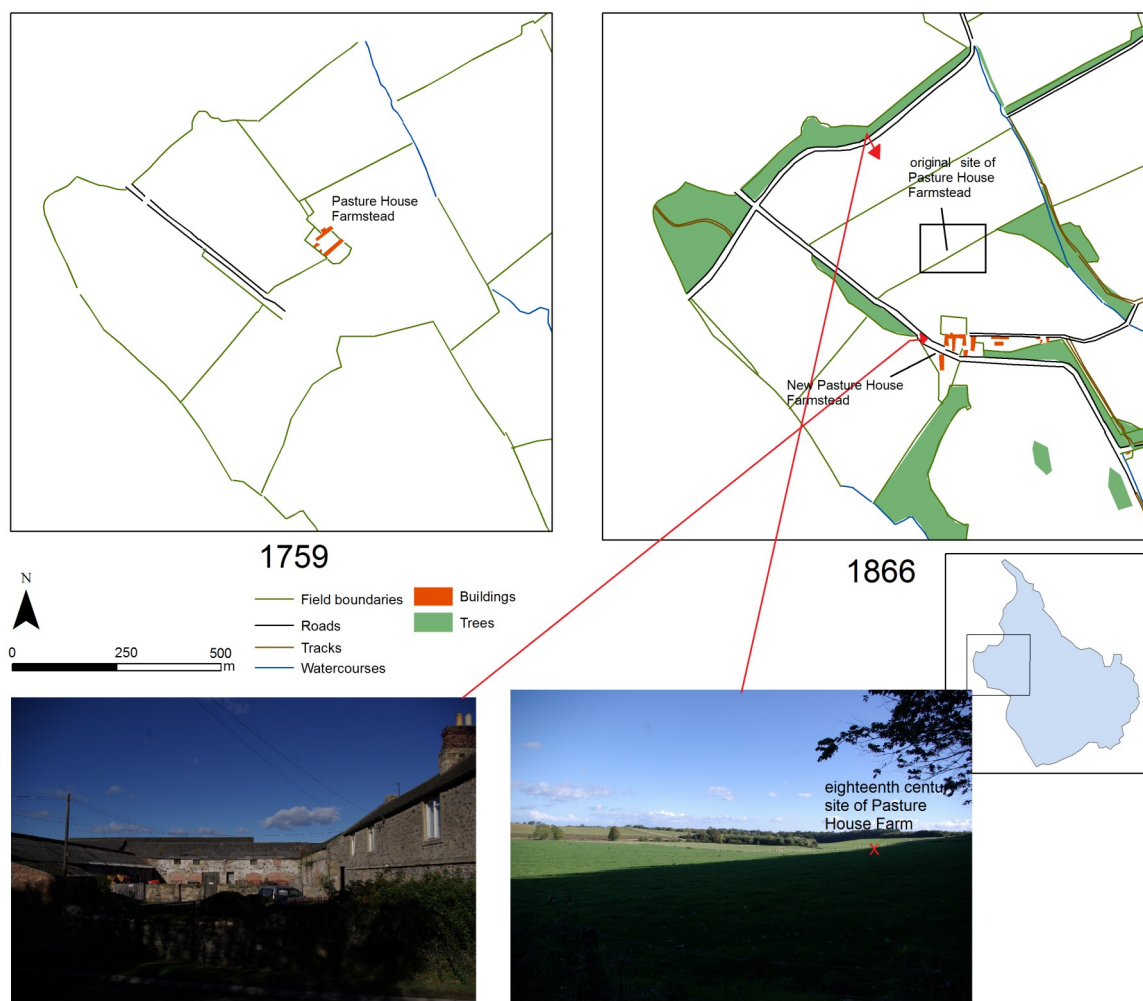 Pasture House
Farmstead
original site of
Pasture House
Farmstead
New Pasture House
Farmstead
1759
1866
N
0 250 500
m
Field boundaries
Roads
Tracks
Watercourses
Buildings
Trees
eighteenth century
site of Pasture
House Farm
X